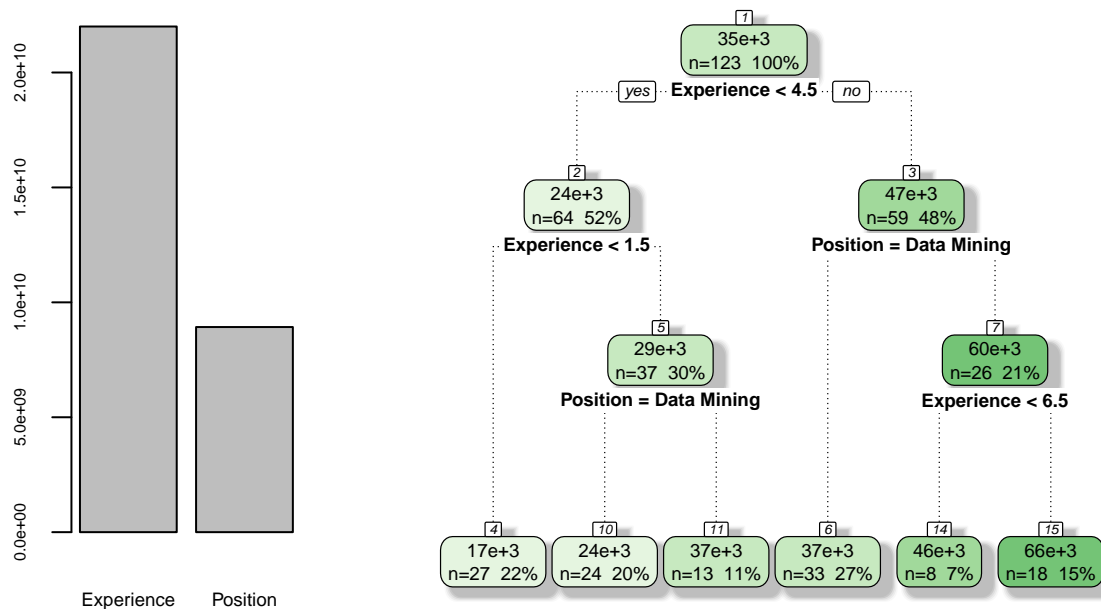 0.0e+00
5.0e+09
1.0e+10
1.5e+10
2.0e+10
Experience
Position
1
35e+3
n=123 100%
yes
Experience < 4.5
no
2
24e+3
n=64 52%
Experience < 1.5
3
47e+3
n=59 48%
Position = Data Mining
5
29e+3
n=37 30%
Position = Data Mining
7
60e+3
n=26 21%
Experience < 6.5
4
17e+3
n=27 22%
10
24e+3
n=24 20%
11
37e+3
n=13 11%
6
37e+3
n=33 27%
14
46e+3
n=8 7%
15
66e+3
n=18 15%